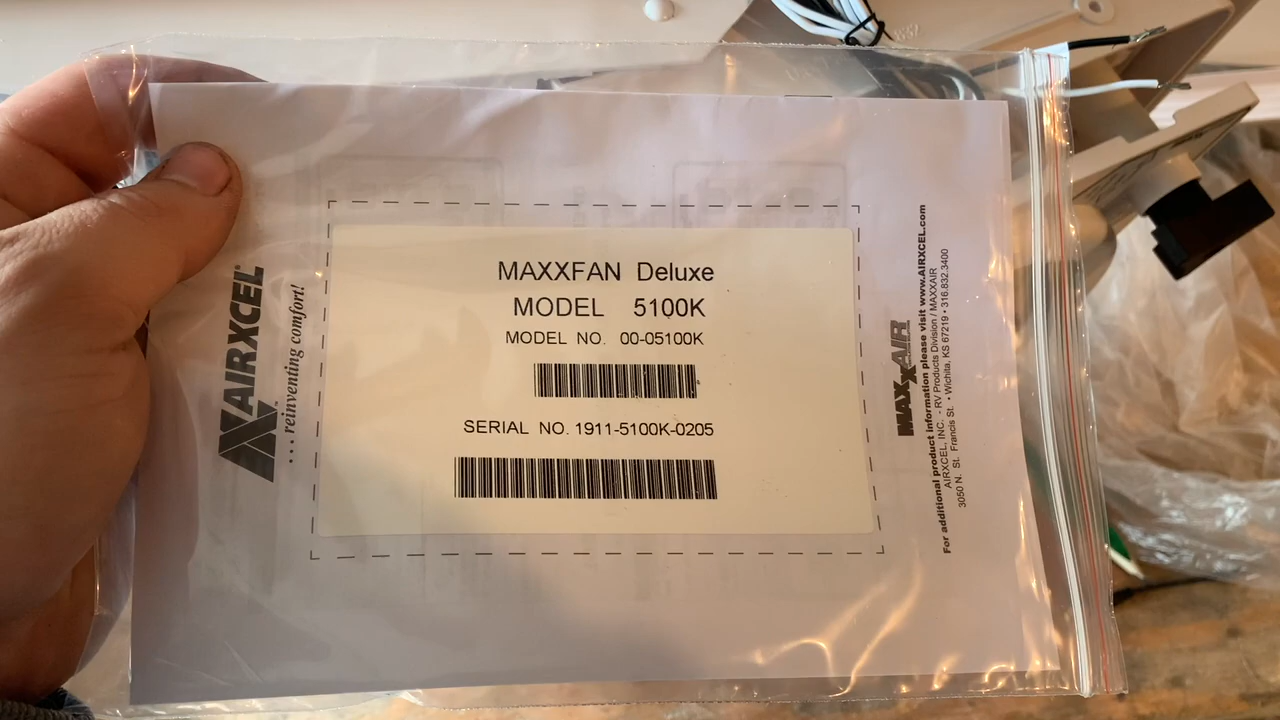 MAXXFAN Deluxe
MODEL 5100K
MODEL NO. 00-05100K
SERIAL NO. 1911-5100K-0205
AIRXCEL®
...reinventing comfort!™
MAXXAIR
For additional product information please visit www.AIRXCEL.com
AIRXCEL, INC. - RV Products Division / MAXXAIR
3050 N. St. Francis St. • Wichita, KS 67219 • 316.832.3400